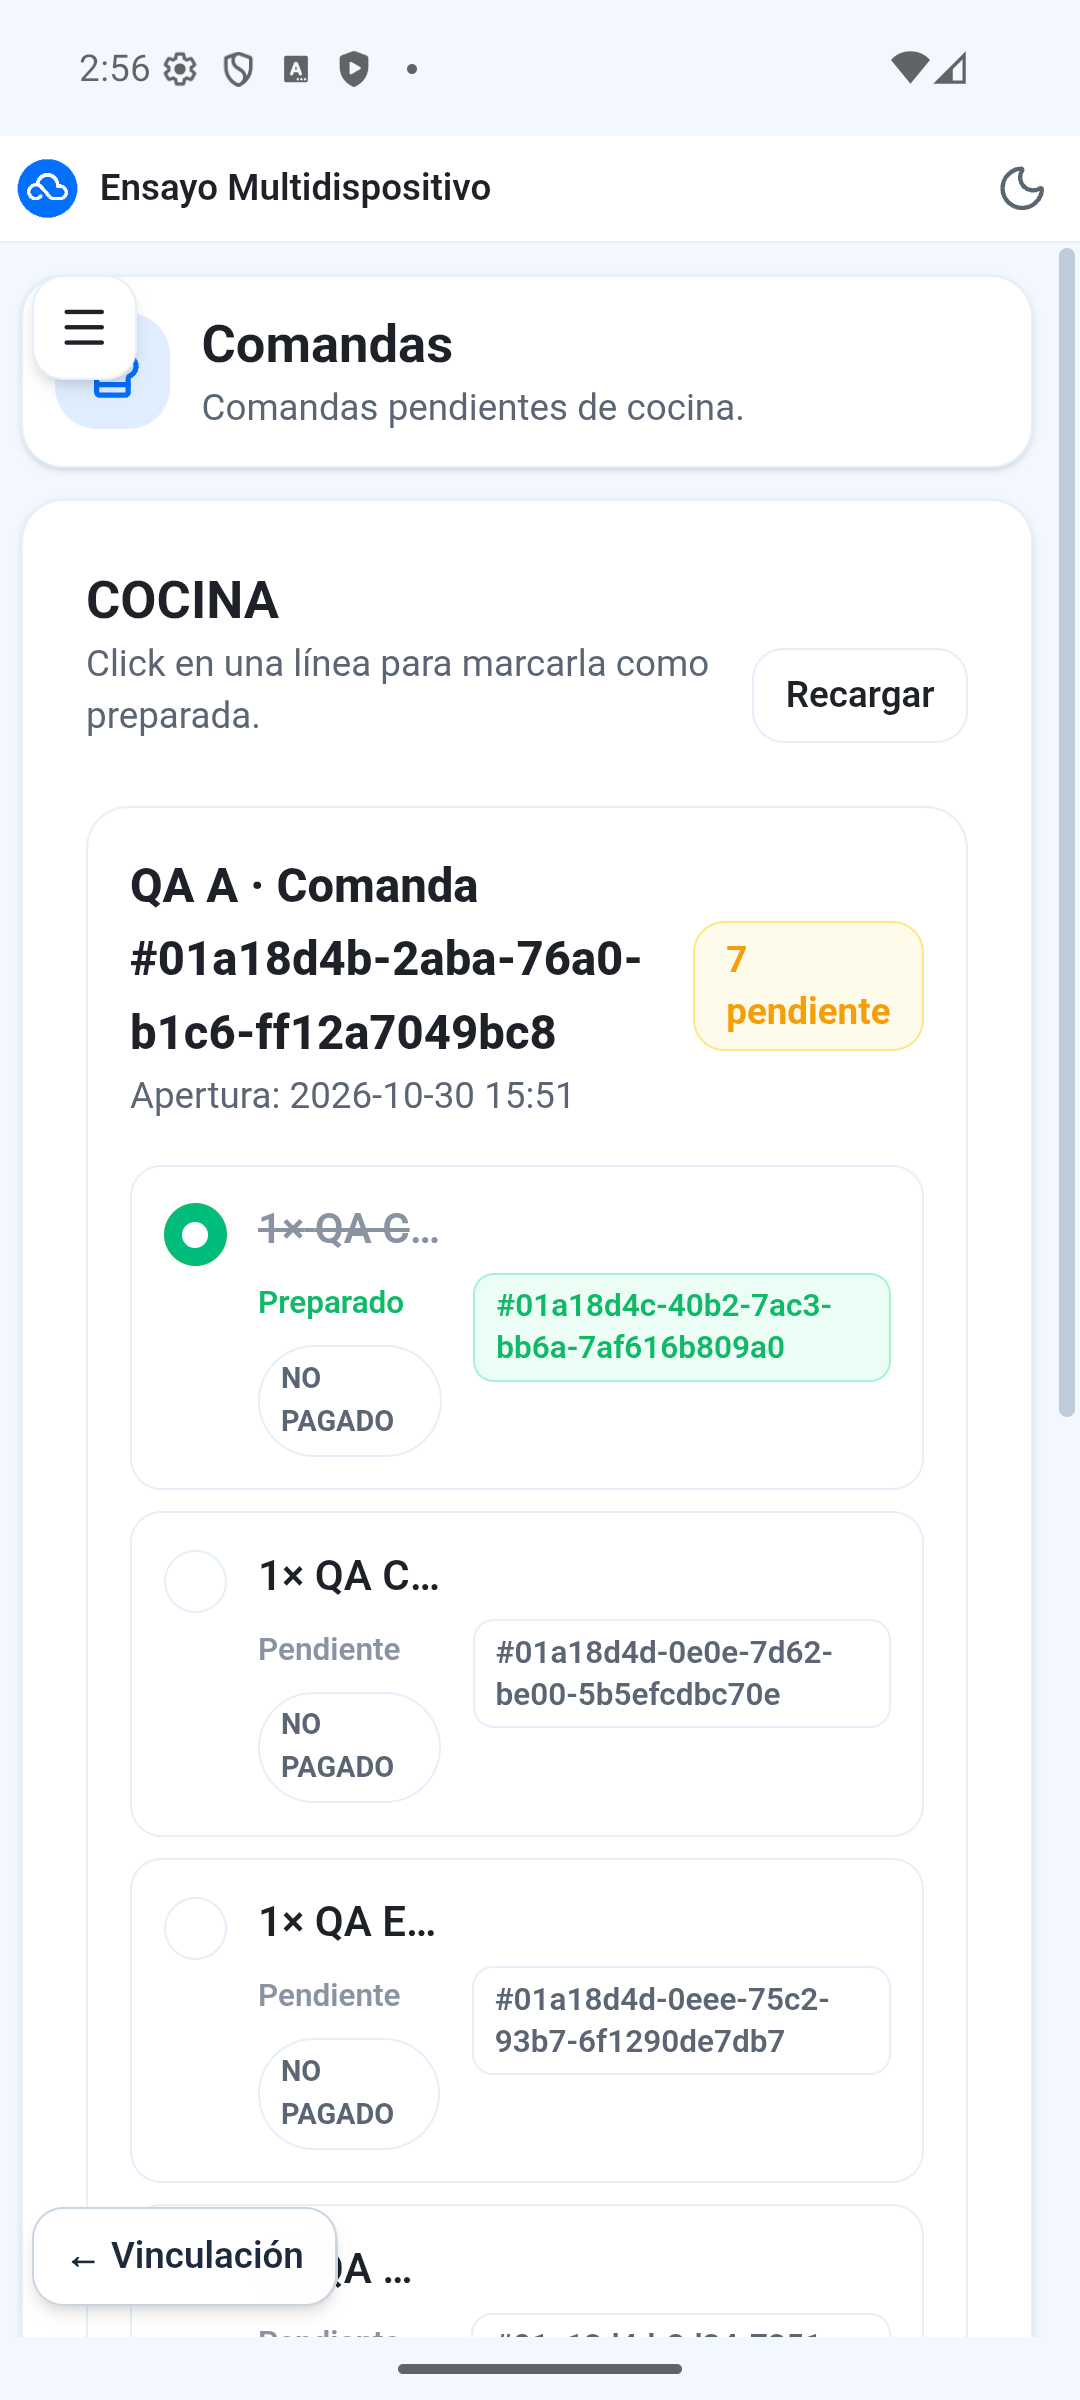 2:56
Ensayo Multidispositivo
Comandas
Comandas pendientes de cocina.
COCINA
Click en una línea para marcarla como
preparada.
Recargar
QA A · Comanda
#01a18d4b-2aba-76a0-
b1c6-ff12a7049bc8
7
pendiente
Apertura: 2026-10-30 15:51
1× QA C...
Preparado
#01a18d4c-40b2-7ac3-
bb6a-7af616b809a0
NO
PAGADO
1× QA C...
Pendiente
#01a18d4d-0e0e-7d62-
be00-5b5efcdbc70e
NO
PAGADO
1× QA E...
Pendiente
#01a18d4d-0eee-75c2-
93b7-6f1290de7db7
NO
PAGADO
← Vinculación
QA ...
Pendiente